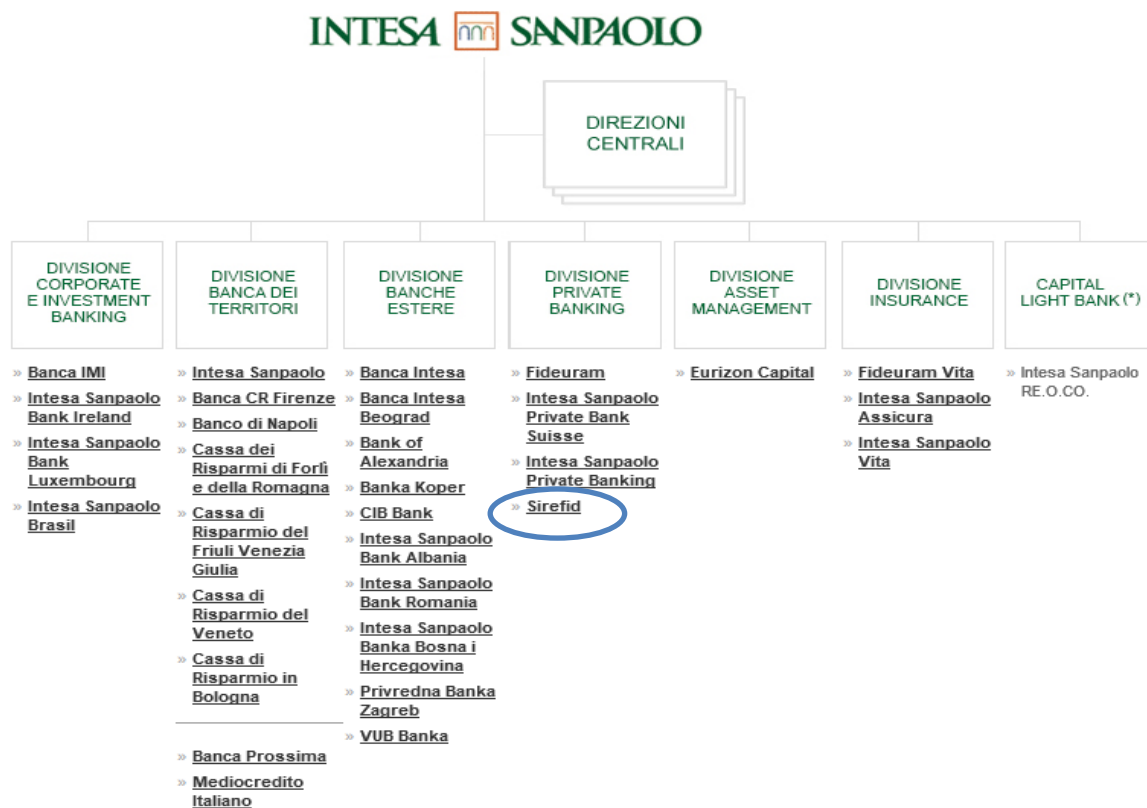 INTESA SANPAOLO
DIREZIONI
CENTRALI
DIVISIONE
CORPORATE
E INVESTMENT
BANKING
» Banca IMI
» Intesa Sanpaolo
Bank Ireland
» Intesa Sanpaolo
Bank
Luxembourg
» Intesa Sanpaolo
Brasil
DIVISIONE
BANCA DEI
TERRITORI
» Intesa Sanpaolo
» Banca CR Firenze
» Banco di Napoli
» Cassa dei
Risparmi di Forlì
e della Romagna
» Cassa di
Risparmio del
Friuli Venezia
Giulia
» Cassa di
Risparmio del
Veneto
» Cassa di
Risparmio in
Bologna
» Banca Prossima
» Mediocredito
Italiano
DIVISIONE
BANCHE
ESTERE
» Banca Intesa
» Banca Intesa
Beograd
» Bank of
Alexandria
» Banka Koper
» CIB Bank
» Intesa Sanpaolo
Bank Albania
» Intesa Sanpaolo
Bank Romania
» Intesa Sanpaolo
Banka Bosna i
Hercegovina
» Privredna Banka
Zagreb
» VUB Banka
DIVISIONE
PRIVATE
BANKING
» Fideuram
» Intesa Sanpaolo
Private Bank
Suisse
» Intesa Sanpaolo
Private Banking
» Sirefid
DIVISIONE
ASSET
MANAGEMENT
» Eurizon Capital
DIVISIONE
INSURANCE
» Fideuram Vita
» Intesa Sanpaolo
Assicura
» Intesa Sanpaolo
Vita
CAPITAL
LIGHT BANK (*)
» Intesa Sanpaolo
RE.O.CO.